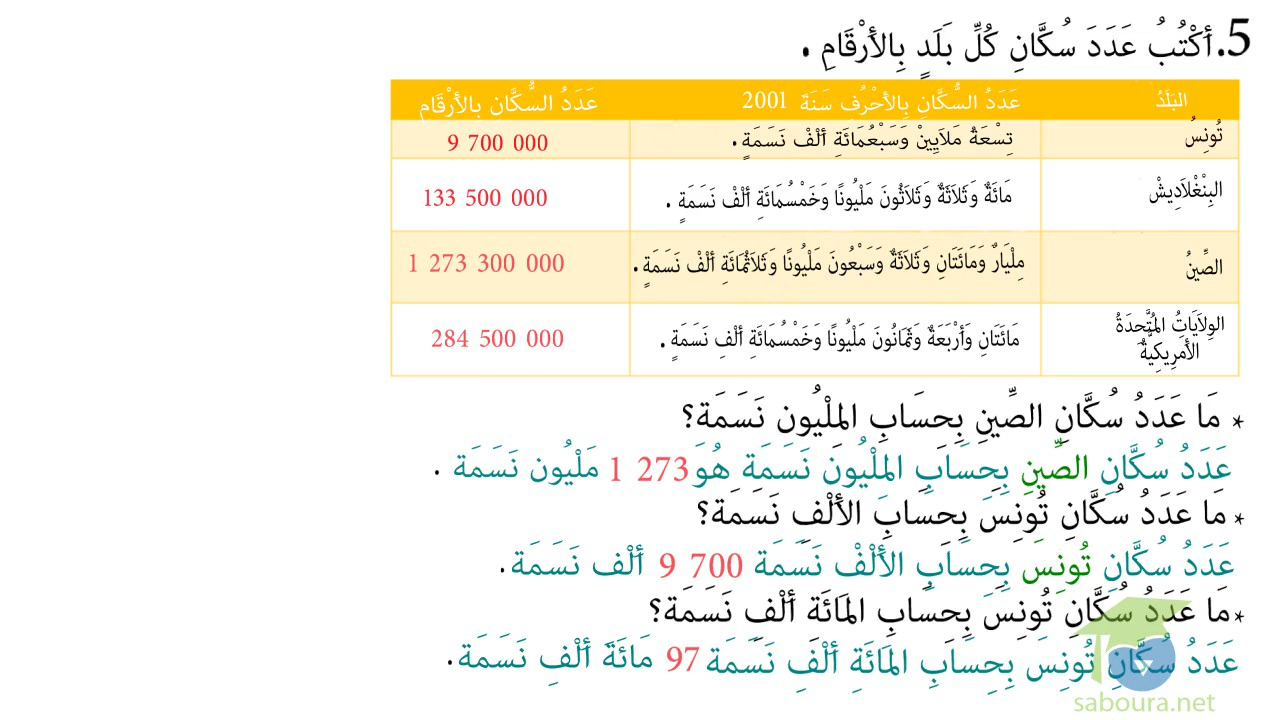 5. أَكْتُبُ عَدَدَ سُكَّانِ كُلِّ بَلَدٍ بِالأَرْقَامِ .
البَلَدُ عَدَدُ السُّكَّانِ بِالأَحْرُفِ سَنَةَ 2001 عَدَدُ السُّكَّانِ بِالأَرْقَامِ
تُونِسُ تِسْعَةُ مَلاَيِينْ وَسَبْعُمَائَةِ أَلْفْ نَسَمَةٍ . 9 700 000
البِنْغْلاَدِيشْ مَائَةٌ وَثَلاَثَةٌ وَثَلاَثُونَ مَلْيُونًا وَخَمْسُمَائَةِ أَلْفْ نَسَمَةٍ . 133 500 000
الصِّينُ مِلْيَارٌ وَمَائَتَانِ وَثَلاَثَةٌ وَسَبْعُونَ مَلْيُونًا وَثَلاَثُمَائَةِ أَلْفْ نَسَمَةٍ . 1 273 300 000
الوِلاَيَاتُ المُتَّحِدَةُ
الأَمْرِيكِيَّةُ مَائَتَانِ وَأَرْبَعَةٌ وَثَمَانُونَ مَلْيُونًا وَخَمْسُمَائَةِ أَلْفِ نَسَمَةٍ . 284 500 000
* مَا عَدَدُ سُكَّانِ الصِّينِ بِحِسَابِ المِلْيُون نَسَمَة؟
عَدَدُ سُكَّانِ الصِّينِ بِحِسَابِ المِلْيُونَ نَسَمَة هُوَ 1 273 مَلْيُون نَسَمَة .
* مَا عَدَدُ سُكَّانِ تُونِسَ بِحِسَابِ الأَلْفِ نَسَمَة؟
عَدَدُ سُكَّانِ تُونِسَ بِحِسَابِ الأَلْفْ نَسَمَة 9 700 أَلْف نَسَمَة .
* مَا عَدَدُ سُكَّانِ تُونِسَ بِحِسَابِ المَائَة أَلْفِ نَسَمَة؟
عَدَدُ سُكَّانِ تُونِسَ بِحِسَابِ المَائَة أَلْفِ نَسَمَة 97 مَائَةَ أَلْفِ نَسَمَة .
saboura.net